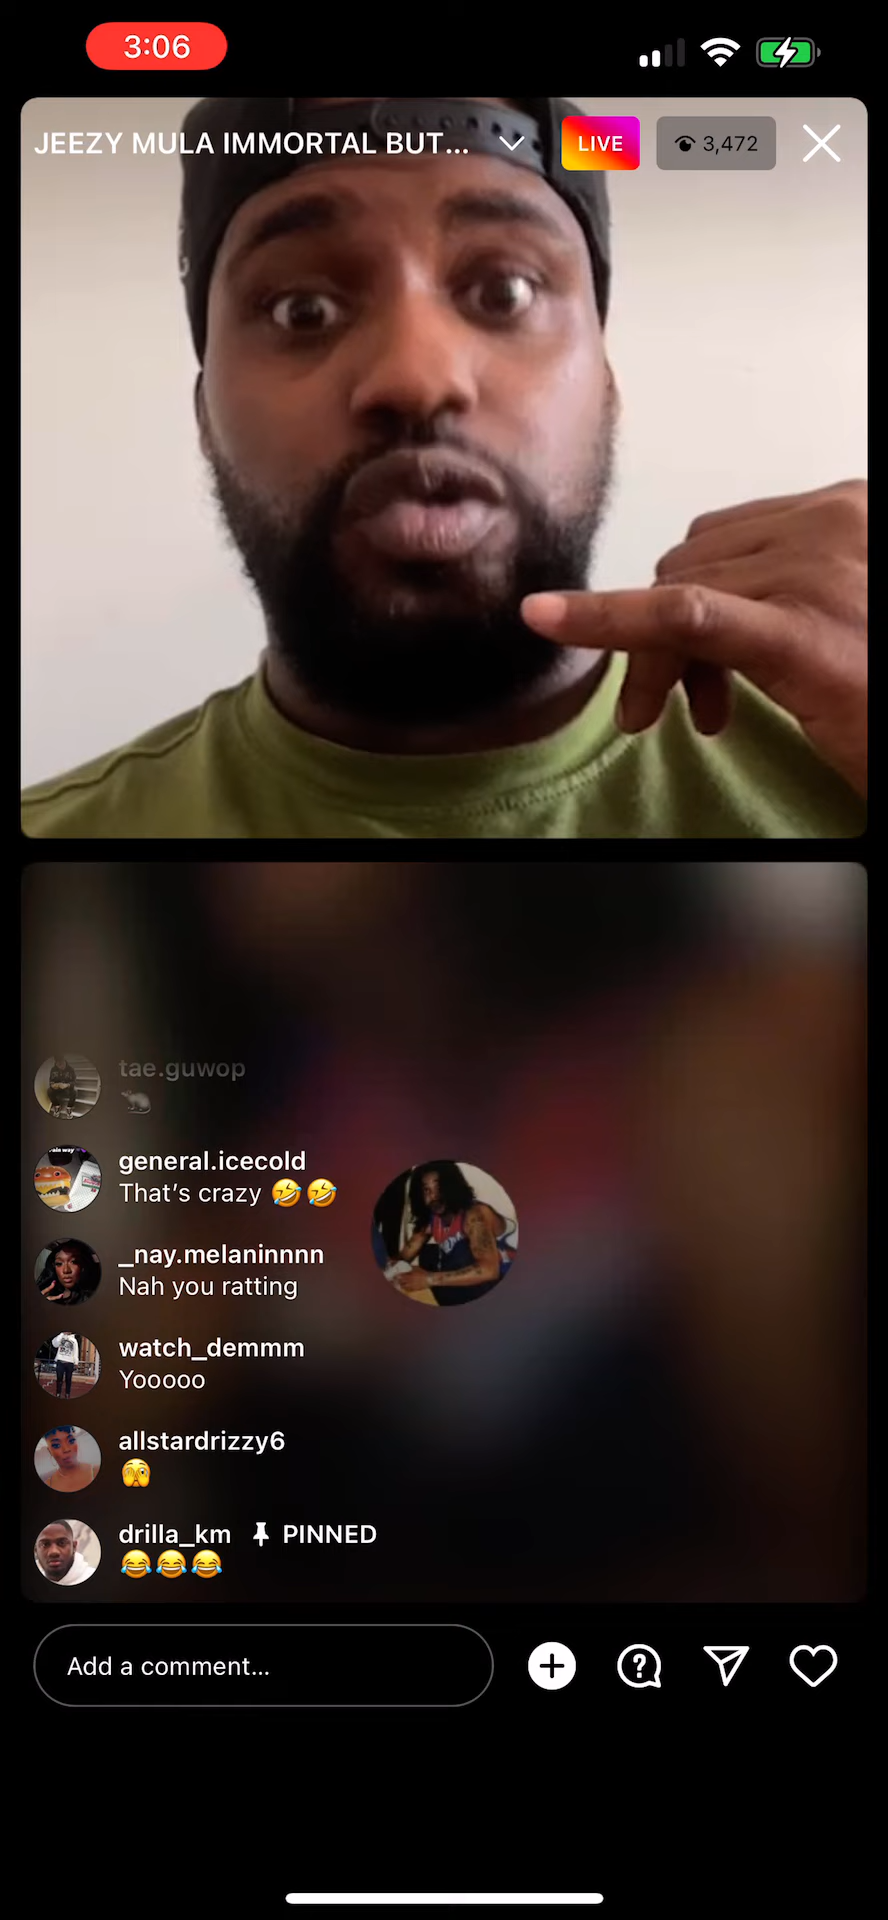 3:06
JEEZY MULA IMMORTAL BUT...
LIVE
3,472
tae.guwop
🐀
general.icecold
That’s crazy 🤣🤣
_nay.melaninnnn
Nah you ratting
watch_demmm
Yooooo
allstardrizzy6
🫣
drilla_km PINNED
😂😂😂
Add a comment...